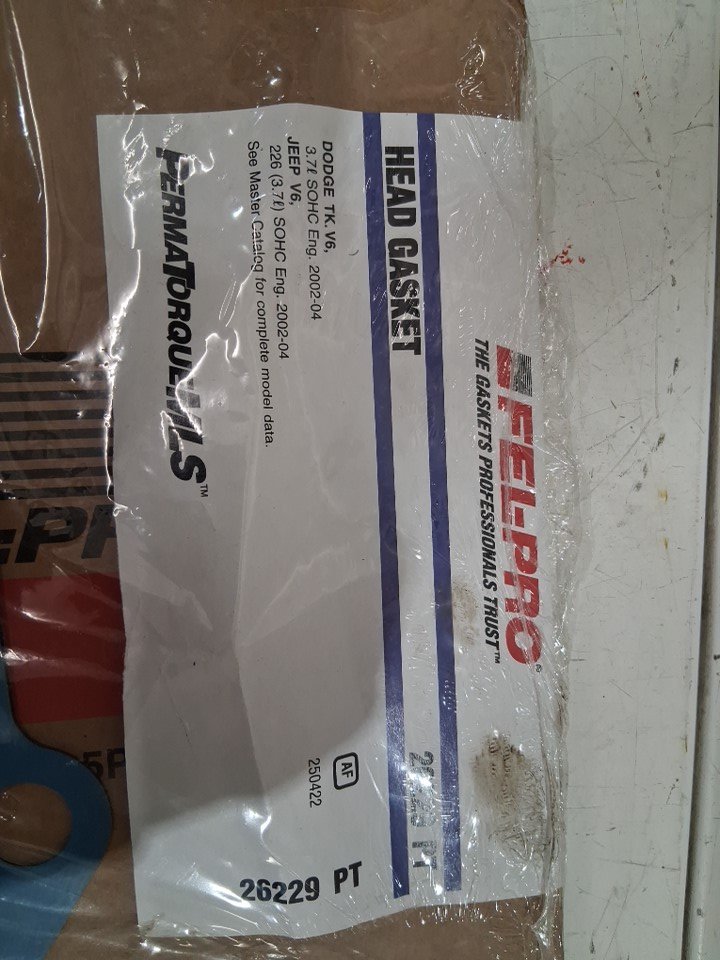 FEL-PRO®
THE GASKETS PROFESSIONALS TRUST™
HEAD GASKET
PT
DODGE TK. V6,
3.7ℓ SOHC Eng. 2002-04
JEEP V6,
226 (3.7ℓ) SOHC Eng. 2002-04
See Master Catalog for complete model data.
AF
250422
PERMATORQUE MLS™
26229 PT